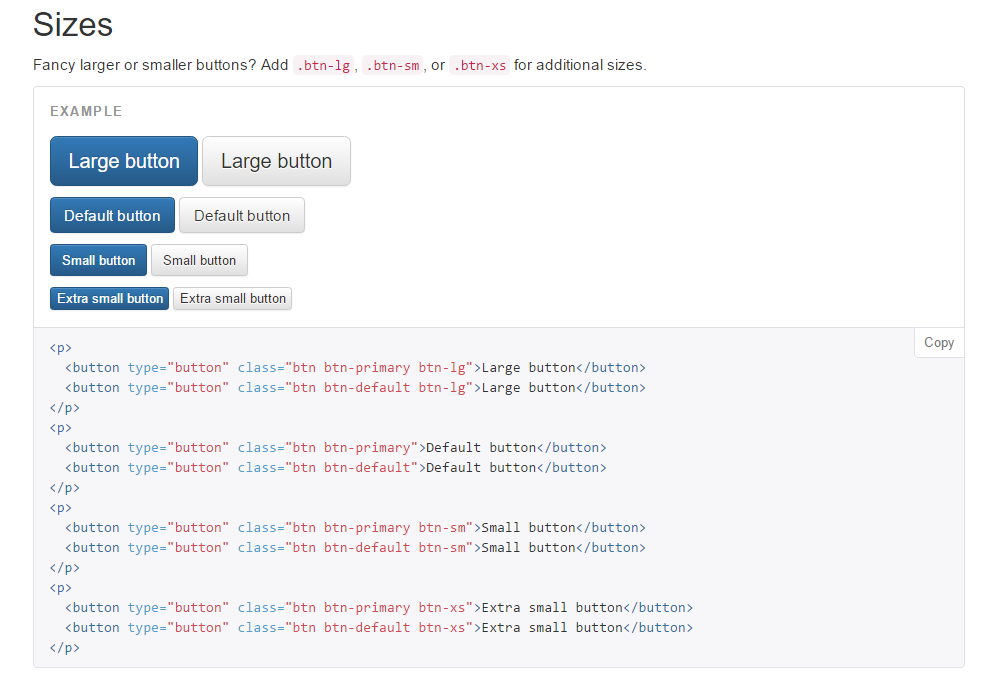 Sizes
Fancy larger or smaller buttons? Add .btn-lg, .btn-sm, or .btn-xs for additional sizes.
EXAMPLE
Large button Large button
Default button Default button
Small button Small button
Extra small button Extra small button
Copy
<p>
  <button type="button" class="btn btn-primary btn-lg">Large button</button>
  <button type="button" class="btn btn-default btn-lg">Large button</button>
</p>
<p>
  <button type="button" class="btn btn-primary">Default button</button>
  <button type="button" class="btn btn-default">Default button</button>
</p>
<p>
  <button type="button" class="btn btn-primary btn-sm">Small button</button>
  <button type="button" class="btn btn-default btn-sm">Small button</button>
</p>
<p>
  <button type="button" class="btn btn-primary btn-xs">Extra small button</button>
  <button type="button" class="btn btn-default btn-xs">Extra small button</button>
</p>